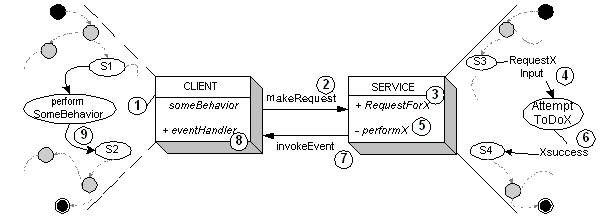 S1
perform
SomeBehavior
9
S2
1
CLIENT
someBehavior
+ eventHandler
8
2
makeRequest
invokeEvent
7
SERVICE
3
+ RequestForX
- performX
5
S3
RequestX
Input
4
Attempt
ToDoX
6
S4
Xsuccess